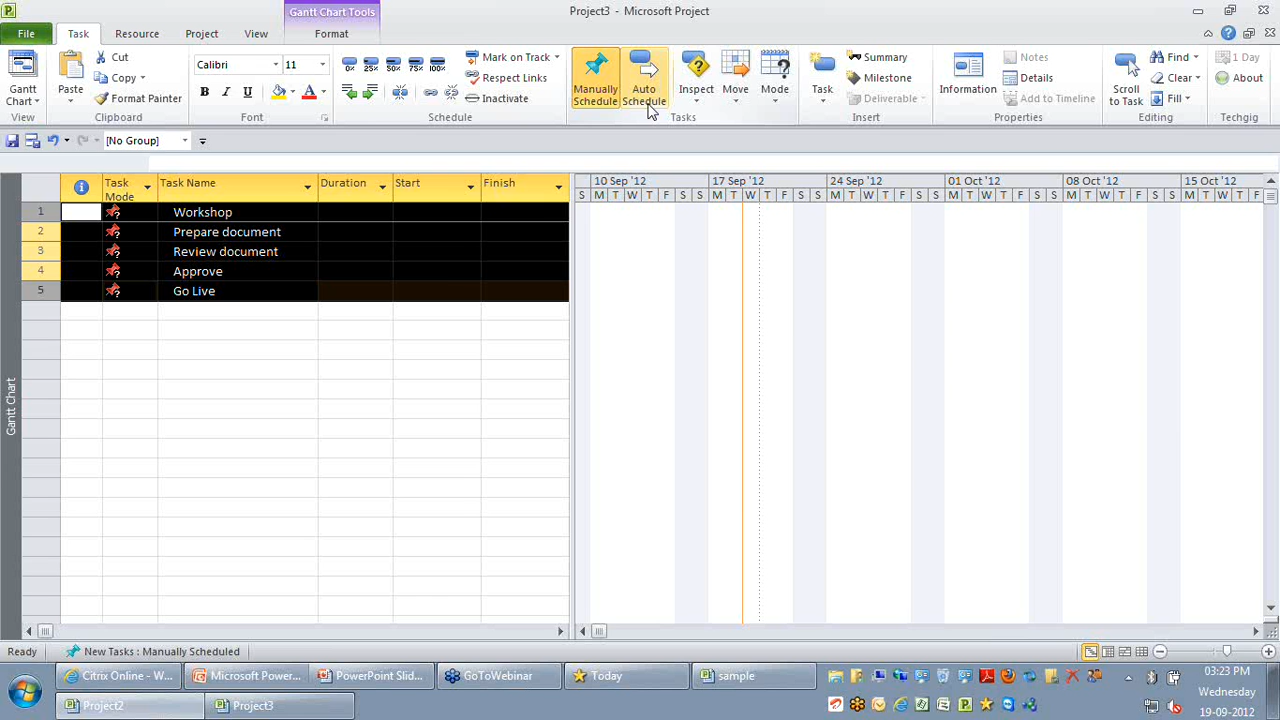 Gantt Chart Tools
Project3 - Microsoft Project
File Task Resource Project View Format
Gantt Chart
View
Paste
Cut
Copy
Format Painter
Clipboard
Calibri 11
B I U A
Font
0% 25% 50% 75% 100%
Mark on Track
Respect Links
Inactivate
Schedule
Manually Schedule
Auto Schedule
Inspect
Move
Mode
Tasks
Task
Summary
Milestone
Deliverable
Insert
Information
Notes
Details
Add to Timeline
Properties
Scroll to Task
Find
Clear
Fill
Editing
1 Day
About
Techgig
[No Group]
Task Mode Task Name Duration Start Finish
10 Sep '12 17 Sep '12 24 Sep '12 01 Oct '12 08 Oct '12 15 Oct '12
S M T W T F S S M T W T F S S M T W T F S S M T W T F S S M T W T F S S M T W T F
1 Workshop
2 Prepare document
3 Review document
4 Approve
5 Go Live
Gantt Chart
Ready New Tasks : Manually Scheduled
Citrix Online - W... Microsoft Power... PowerPoint Slid... GoToWebinar Today sample
03:23 PM
Project2 Project3
Wednesday
19-09-2012